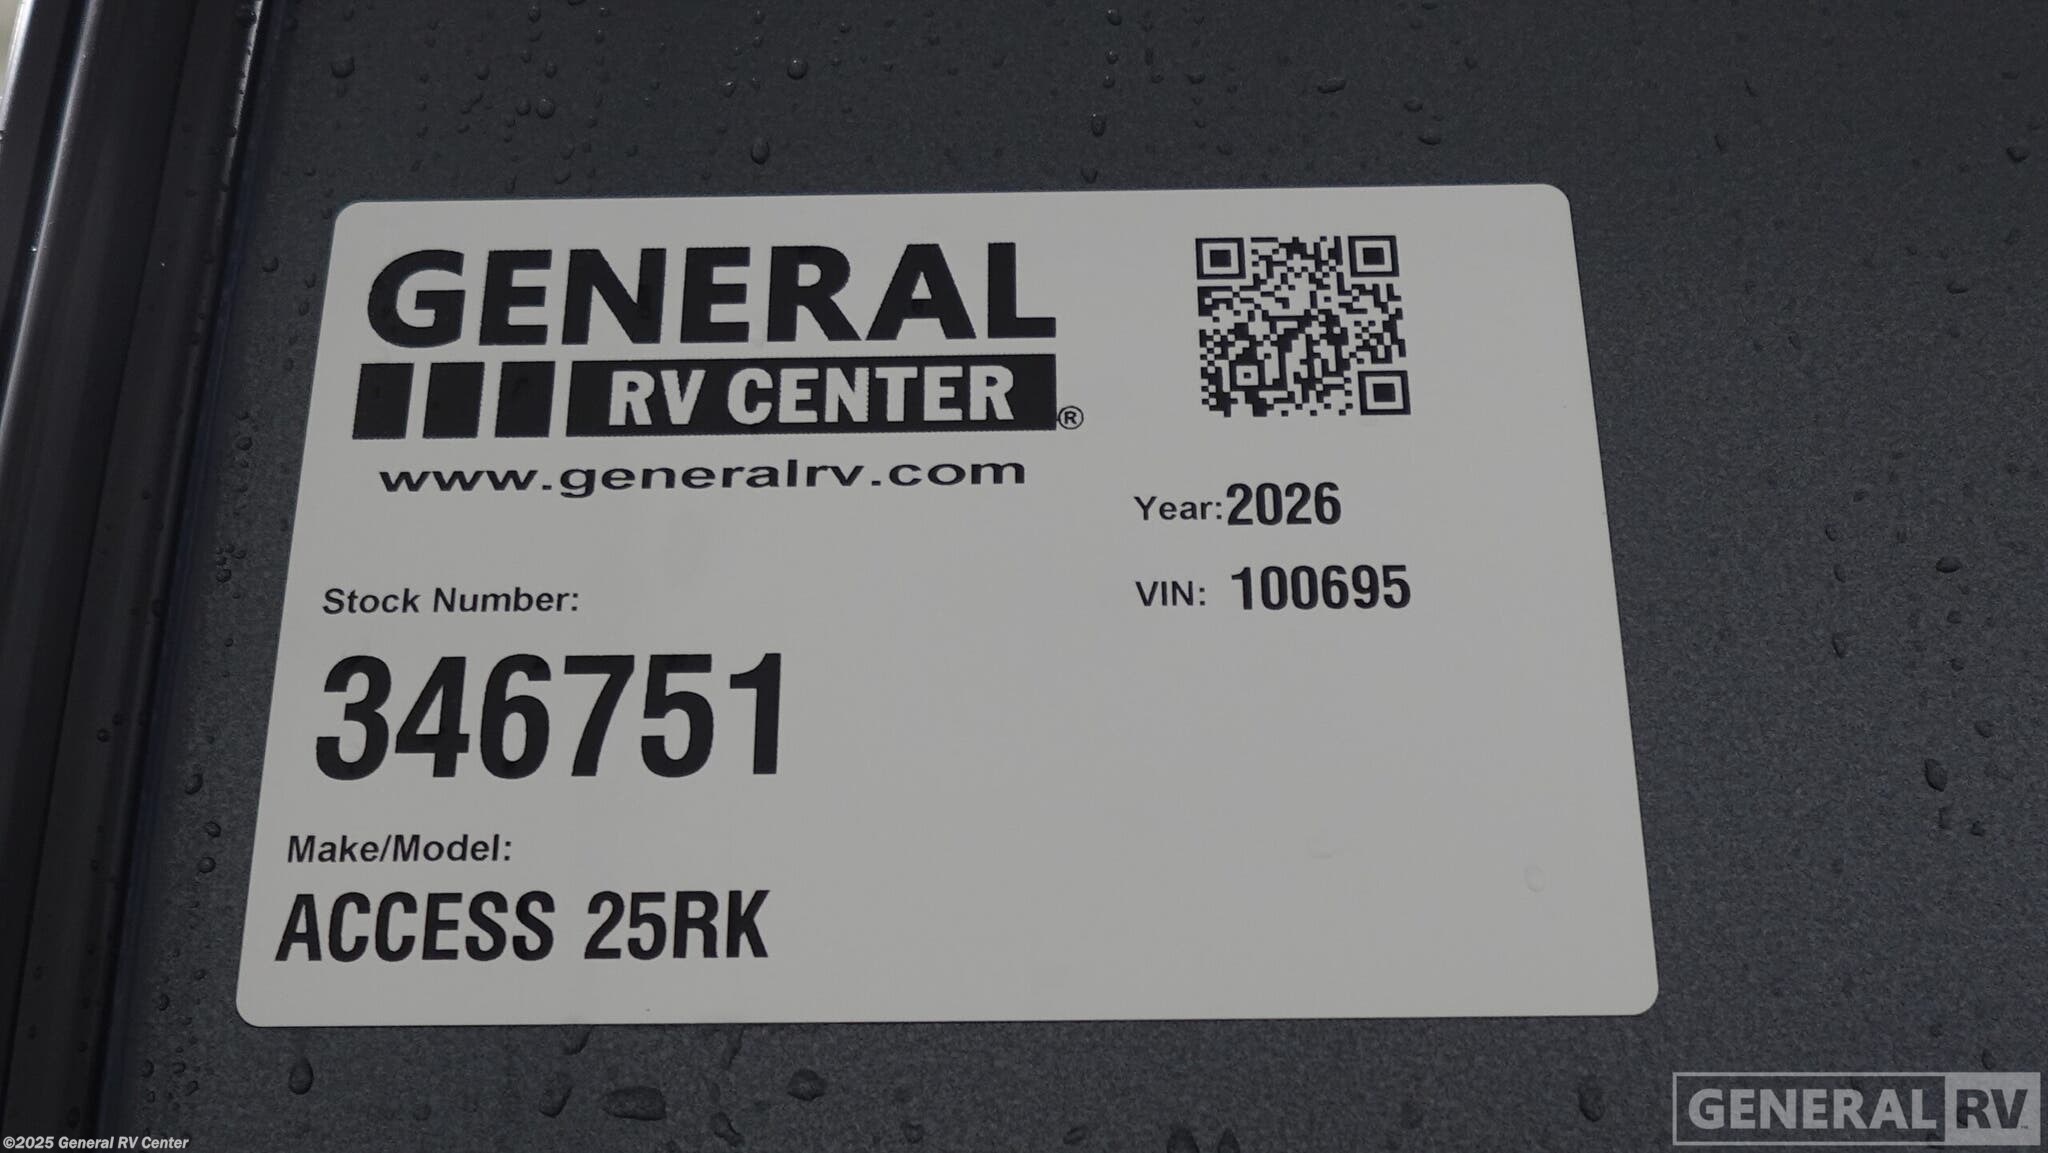 GENERAL
RV CENTER®
www.generalrv.com
Year: 2026
VIN: 100695
Stock Number:
346751
Make/Model:
ACCESS 25RK
©2025 General RV Center
GENERAL RV™